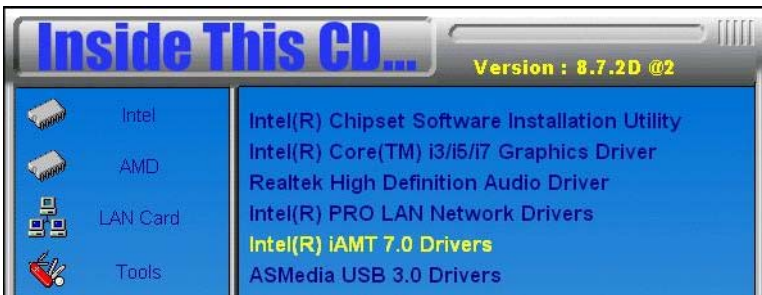 Inside This CD...
Version : 8.7.2D @2
Intel
AMD
LAN Card
Tools
Intel(R) Chipset Software Installation Utility
Intel(R) Core(TM) i3/i5/i7 Graphics Driver
Realtek High Definition Audio Driver
Intel(R) PRO LAN Network Drivers
Intel(R) iAMT 7.0 Drivers
ASMedia USB 3.0 Drivers